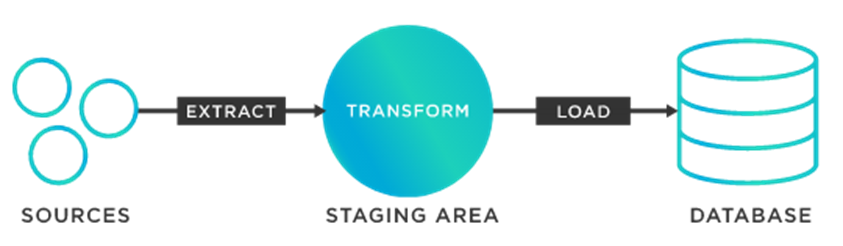 EXTRACT
TRANSFORM
LOAD
SOURCES
STAGING AREA
DATABASE